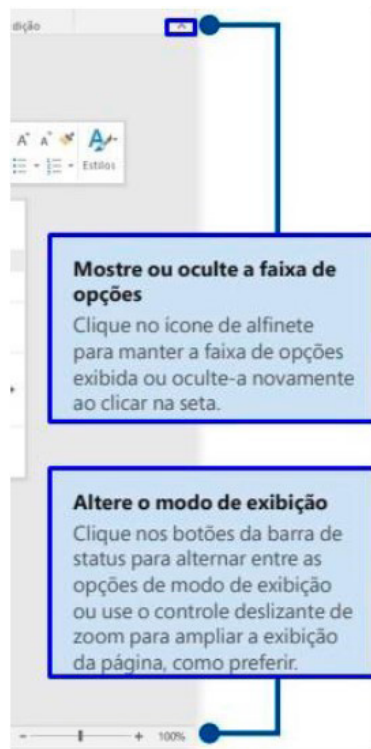 dição
A A
Estilos
Mostre ou oculte a faixa de
opções
Clique no ícone de alfinete
para manter a faixa de opções
exibida ou oculte-a novamente
ao clicar na seta.
Altere o modo de exibição
Clique nos botões da barra de
status para alternar entre as
opções de modo de exibição
ou use o controle deslizante de
zoom para ampliar a exibição
da página, como preferir.
- + 100%